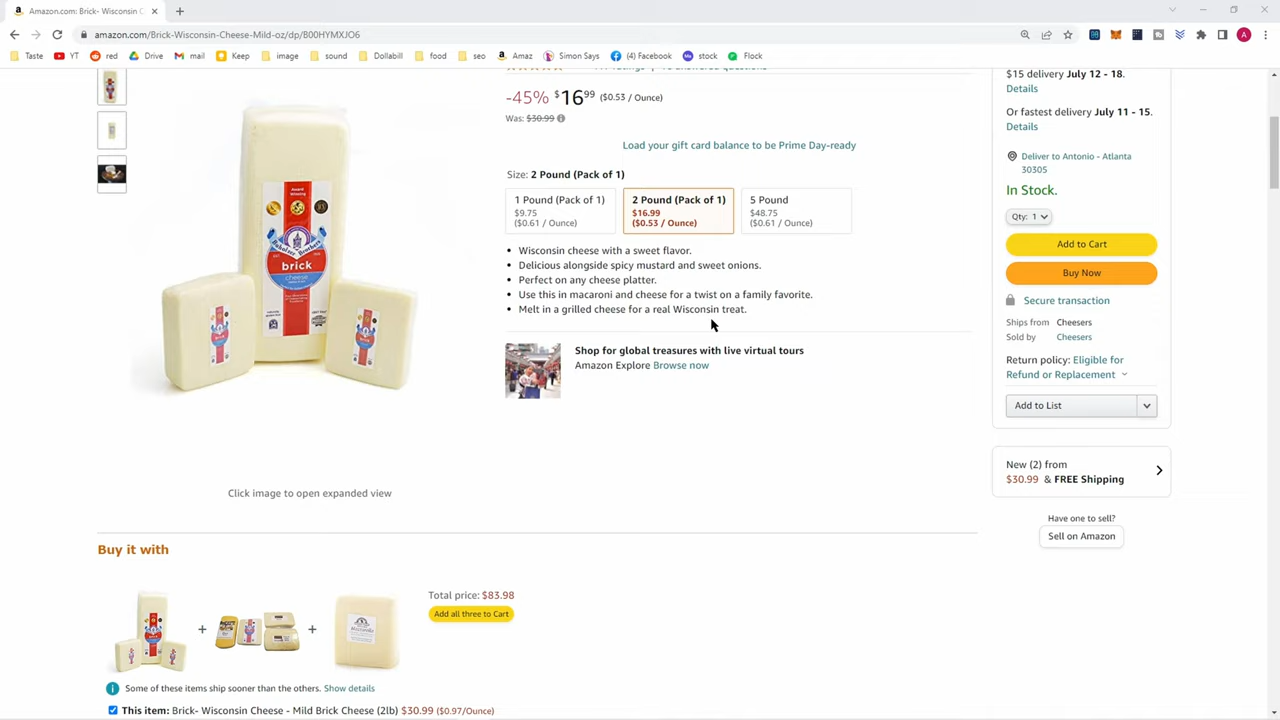 Amazon.com: Brick- Wisconsin C
amazon.com/Brick-Wisconsin-Cheese-Mild-oz/dp/B00HYMXJO6
Taste
YT
red
Drive
mail
Keep
image
sound
Dollabill
food
seo
Amaz
Simon Says
(4) Facebook
stock
Flock
-45% $16 99 ($0.53 / Ounce)
Was: $30.99
Load your gift card balance to be Prime Day-ready
Size: 2 Pound (Pack of 1)
1 Pound (Pack of 1)
$9.75
($0.61 / Ounce)
2 Pound (Pack of 1)
$16.99
($0.53 / Ounce)
5 Pound
$48.75
($0.61 / Ounce)
Wisconsin cheese with a sweet flavor.
Delicious alongside spicy mustard and sweet onions.
Perfect on any cheese platter.
Use this in macaroni and cheese for a twist on a family favorite.
Melt in a grilled cheese for a real Wisconsin treat.
Shop for global treasures with live virtual tours
Amazon Explore Browse now
brick
cheese
Click image to open expanded view
$15 delivery July 12 - 18.
Details
Or fastest delivery July 11 - 15.
Details
Deliver to Antonio - Atlanta
30305
In Stock.
Qty: 1
Add to Cart
Buy Now
Secure transaction
Ships from Cheesers
Sold by Cheesers
Return policy: Eligible for
Refund or Replacement
Add to List
New (2) from
$30.99 & FREE Shipping
Have one to sell?
Sell on Amazon
Buy it with
+
+
Total price: $83.98
Add all three to Cart
Some of these items ship sooner than the others. Show details
This item: Brick- Wisconsin Cheese - Mild Brick Cheese (2lb) $30.99 ($0.97/Ounce)